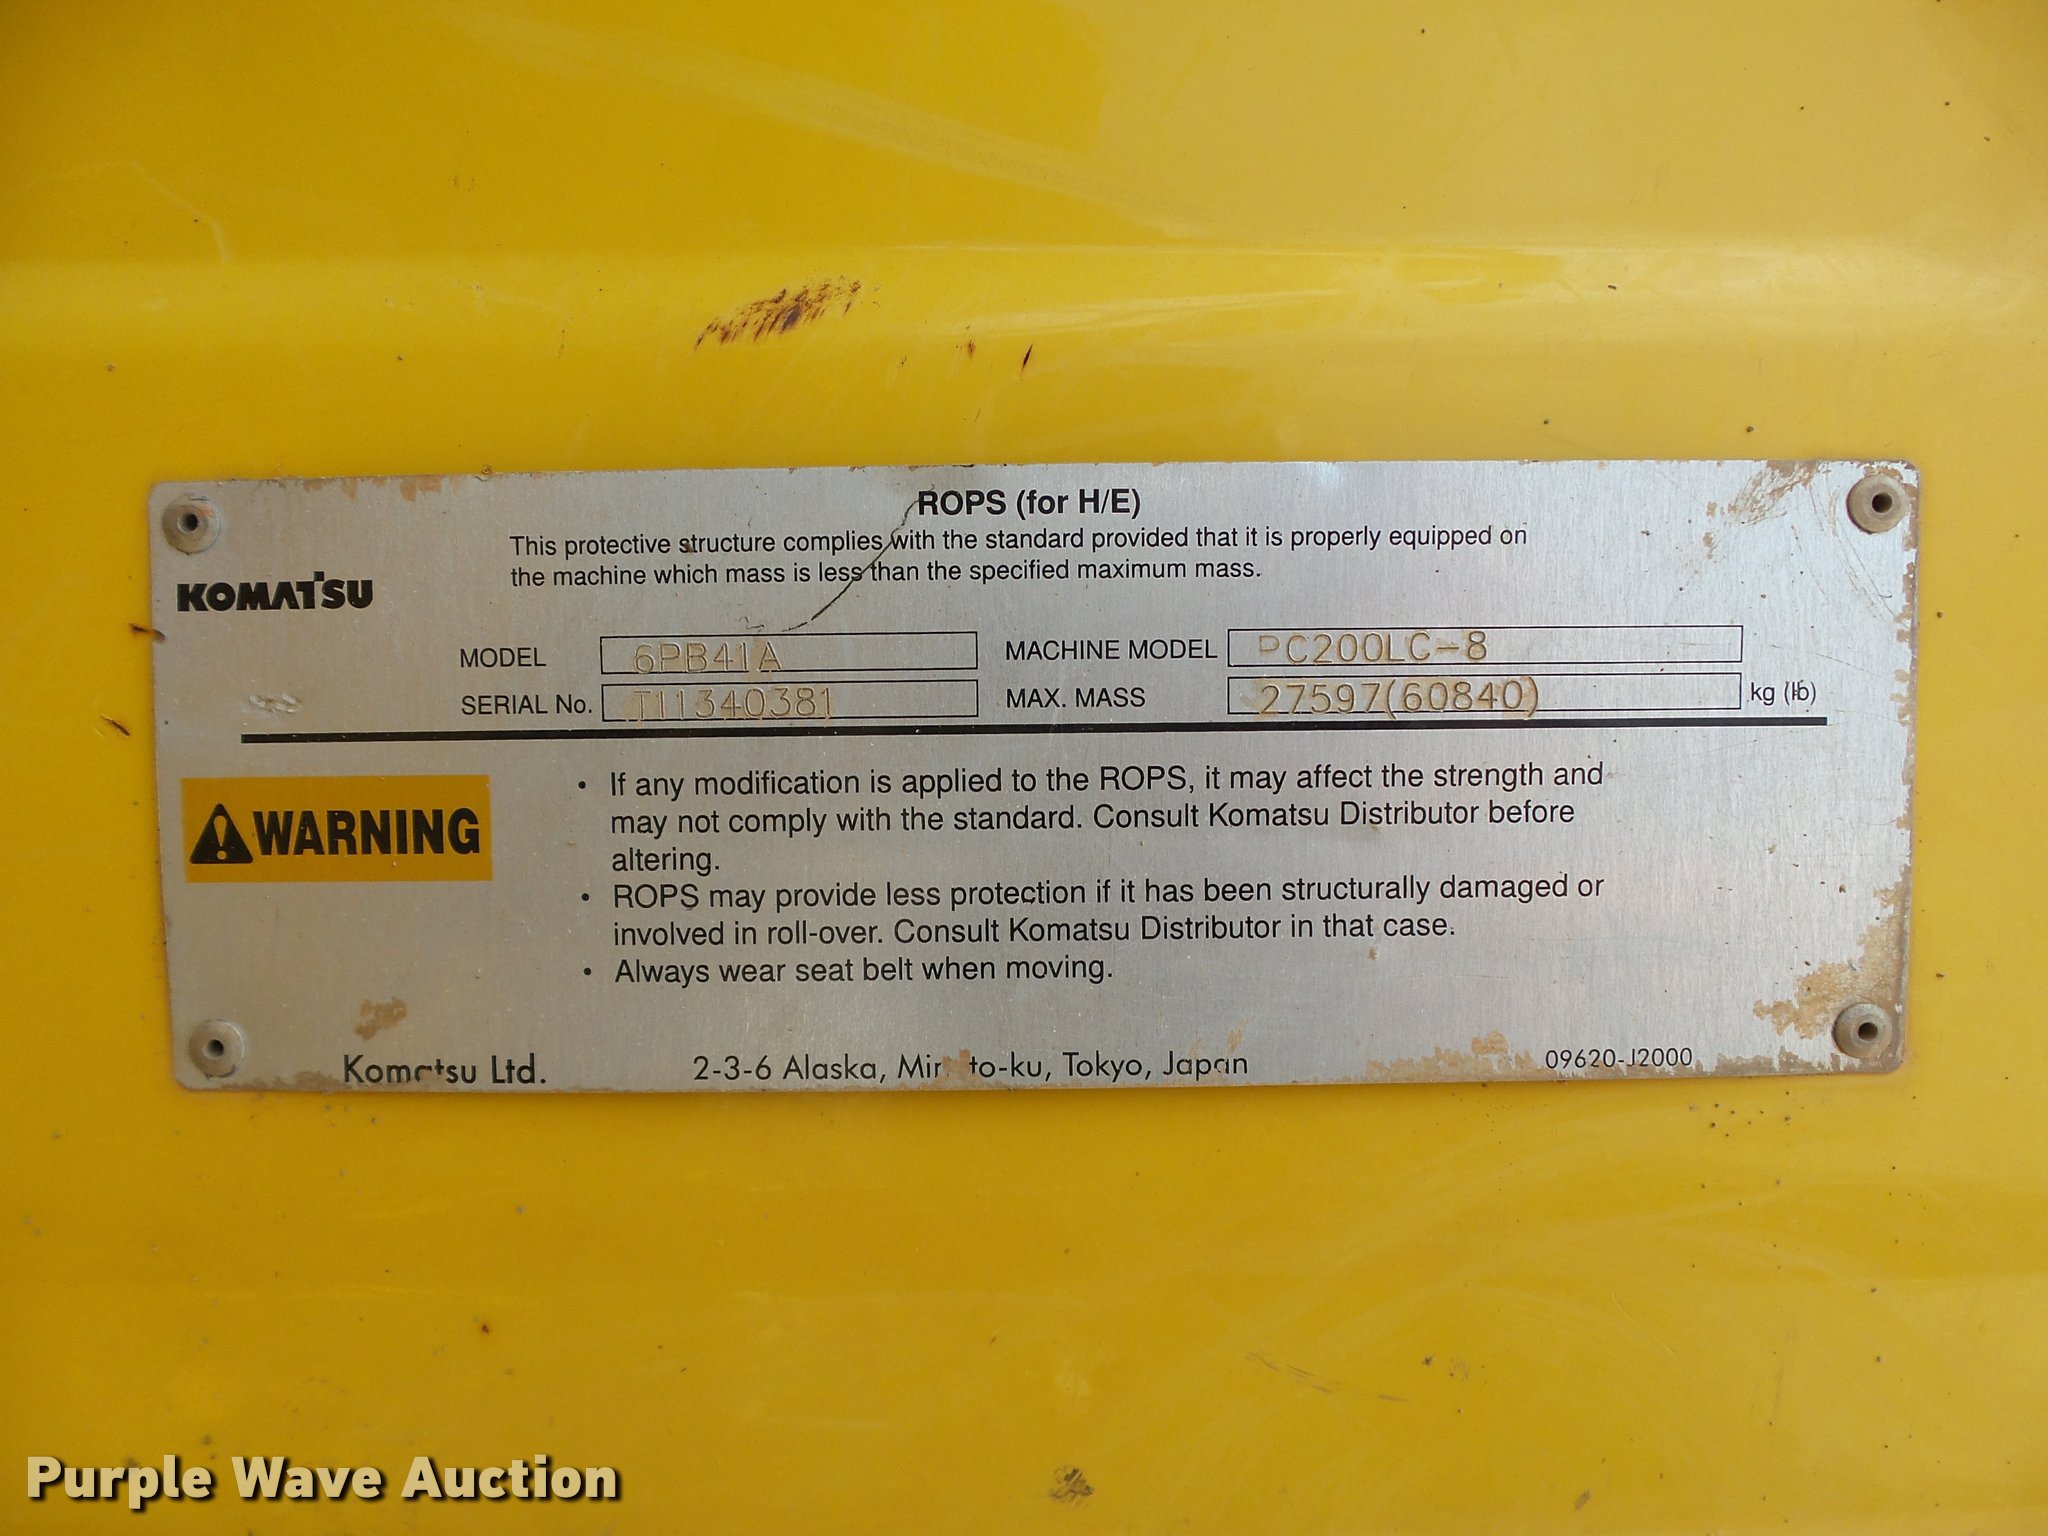 ROPS (for H/E)
This protective structure complies with the standard provided that it is properly equipped on
the machine which mass is less than the specified maximum mass.
KOMATSU
MODEL 6PB41A MACHINE MODEL PC200LC-8
SERIAL No. T11340381 MAX. MASS 27597(60840) kg (lb)
WARNING
• If any modification is applied to the ROPS, it may affect the strength and
may not comply with the standard. Consult Komatsu Distributor before
altering.
• ROPS may provide less protection if it has been structurally damaged or
involved in roll-over. Consult Komatsu Distributor in that case.
• Always wear seat belt when moving.
Komatsu Ltd. 2-3-6 Alaska, Minato-ku, Tokyo, Japan 09620-J2000
Purple Wave Auction